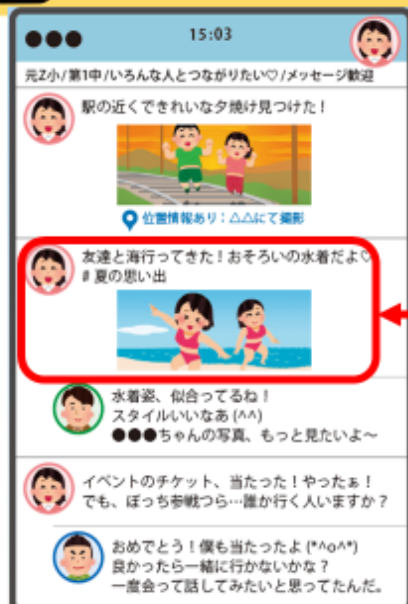 ●●●
15:03
元Z小/第1中/いろんな人とつながりたい♡/メッセージ歓迎
駅の近くできれいな夕焼け見つけた！
位置情報あり：△△にて撮影
友達と海行ってきた！おそろいの水着だよ♡
＃夏の思い出
水着姿、似合ってるね！
スタイルいいなあ(^^)
●●●ちゃんの写真、もっと見たいよ～
イベントのチケット、当たった！やったぁ！
でも、ぼっち参戦つら…誰か行く人いますか？
おめでとう！僕も当たったよ(*^o^*)
良かったら一緒に行かないかな？
一度会って話してみたいと思ってたんだ。